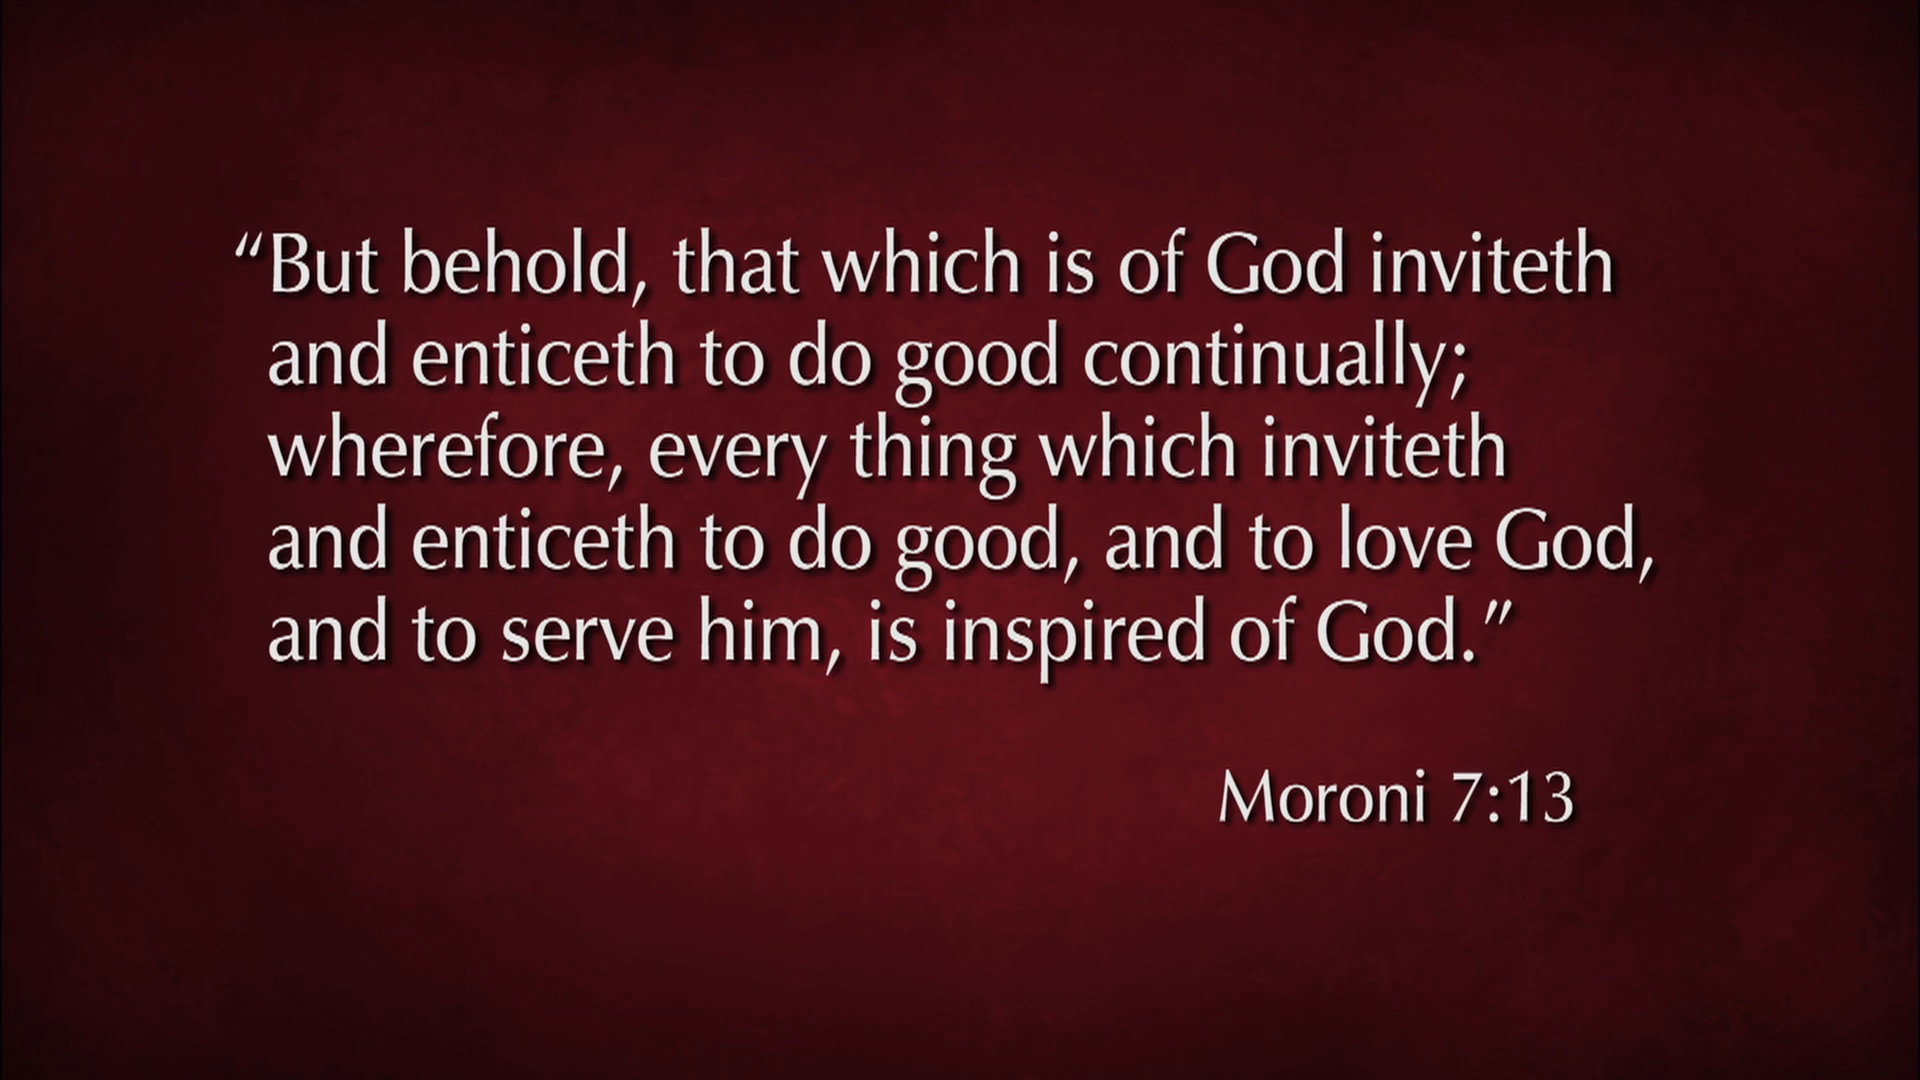 “But behold, that which is of God inviteth
and enticeth to do good continually;
wherefore, every thing which inviteth
and enticeth to do good, and to love God,
and to serve him, is inspired of God.”
Moroni 7:13